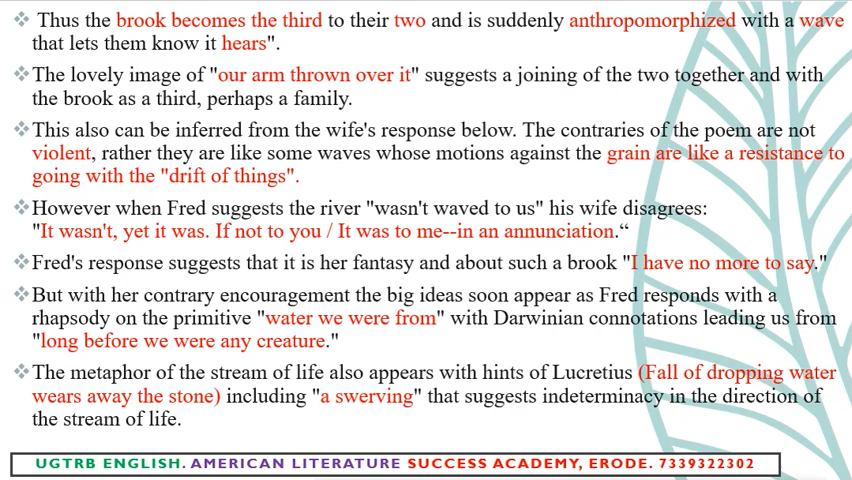 ❖ Thus the brook becomes the third to their two and is suddenly anthropomorphized with a wave
that lets them know it hears".
❖ The lovely image of "our arm thrown over it" suggests a joining of the two together and with
the brook as a third, perhaps a family.
❖ This also can be inferred from the wife's response below. The contraries of the poem are not
violent, rather they are like some waves whose motions against the grain are like a resistance to
going with the "drift of things".
❖ However when Fred suggests the river "wasn't waved to us" his wife disagrees:
"It wasn't, yet it was. If not to you / It was to me--in an annunciation.“
❖ Fred's response suggests that it is her fantasy and about such a brook "I have no more to say."
❖ But with her contrary encouragement the big ideas soon appear as Fred responds with a
rhapsody on the primitive "water we were from" with Darwinian connotations leading us from
"long before we were any creature."
❖ The metaphor of the stream of life also appears with hints of Lucretius (Fall of dropping water
wears away the stone) including "a swerving" that suggests indeterminacy in the direction of
the stream of life.
UGTRB ENGLISH. AMERICAN LITERATURE SUCCESS ACADEMY, ERODE. 7339322302